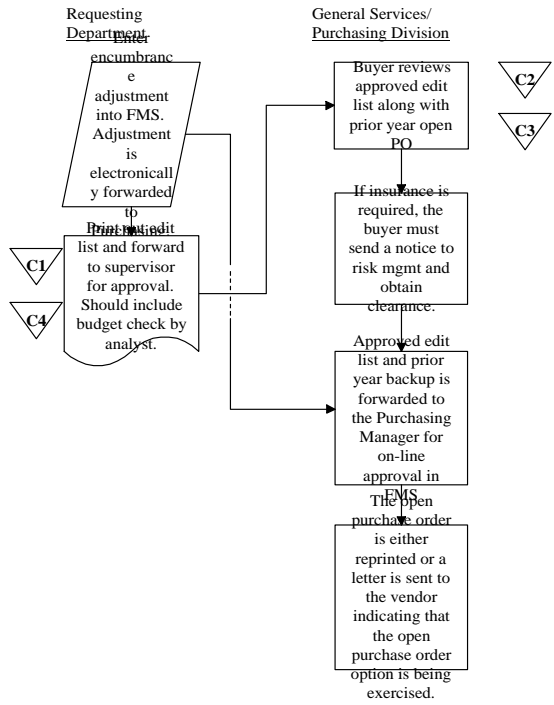 Requesting
Department
General Services/
Purchasing Division
Enter
encumbranc
e
adjustment
into FMS.
Adjustment
is
electronicall
y forwarded
to
Purchasing
Print out edit
list and forward
to supervisor
for approval.
Should include
budget check by
analyst.
C1
C4
Buyer reviews
approved edit
list along with
prior year open
PO
C2
C3
If insurance is
required, the
buyer must
send a notice to
risk mgmt and
obtain
clearance.
Approved edit
list and prior
year backup is
forwarded to
the Purchasing
Manager for
on-line
approval in
FMS
The open
purchase order
is either
reprinted or a
letter is sent to
the vendor
indicating that
the open
purchase order
option is being
exercised.